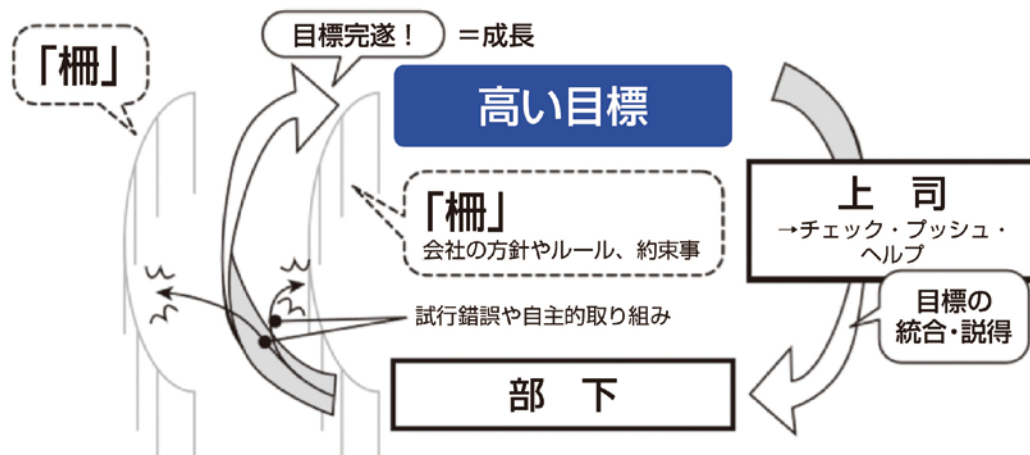 「柵」
目標完遂！
＝成長
高い目標
「柵」
会社の方針やルール、約束事
上　司
→チェック・プッシュ・
ヘルプ
試行錯誤や自主的取り組み
目標の
統合・説得
部　下